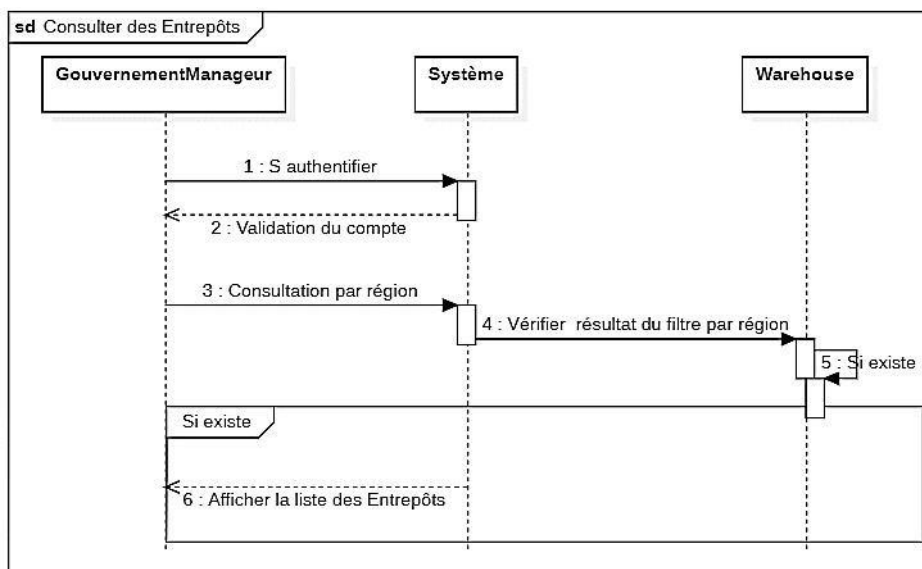 sd Consulter des Entrepôts
GouvernementManageur
Système
Warehouse
1 : S authentifier
2 : Validation du compte
3 : Consultation par région
4 : Vérifier résultat du filtre par région
5 : Si existe
Si existe
6 : Afficher la liste des Entrepôts